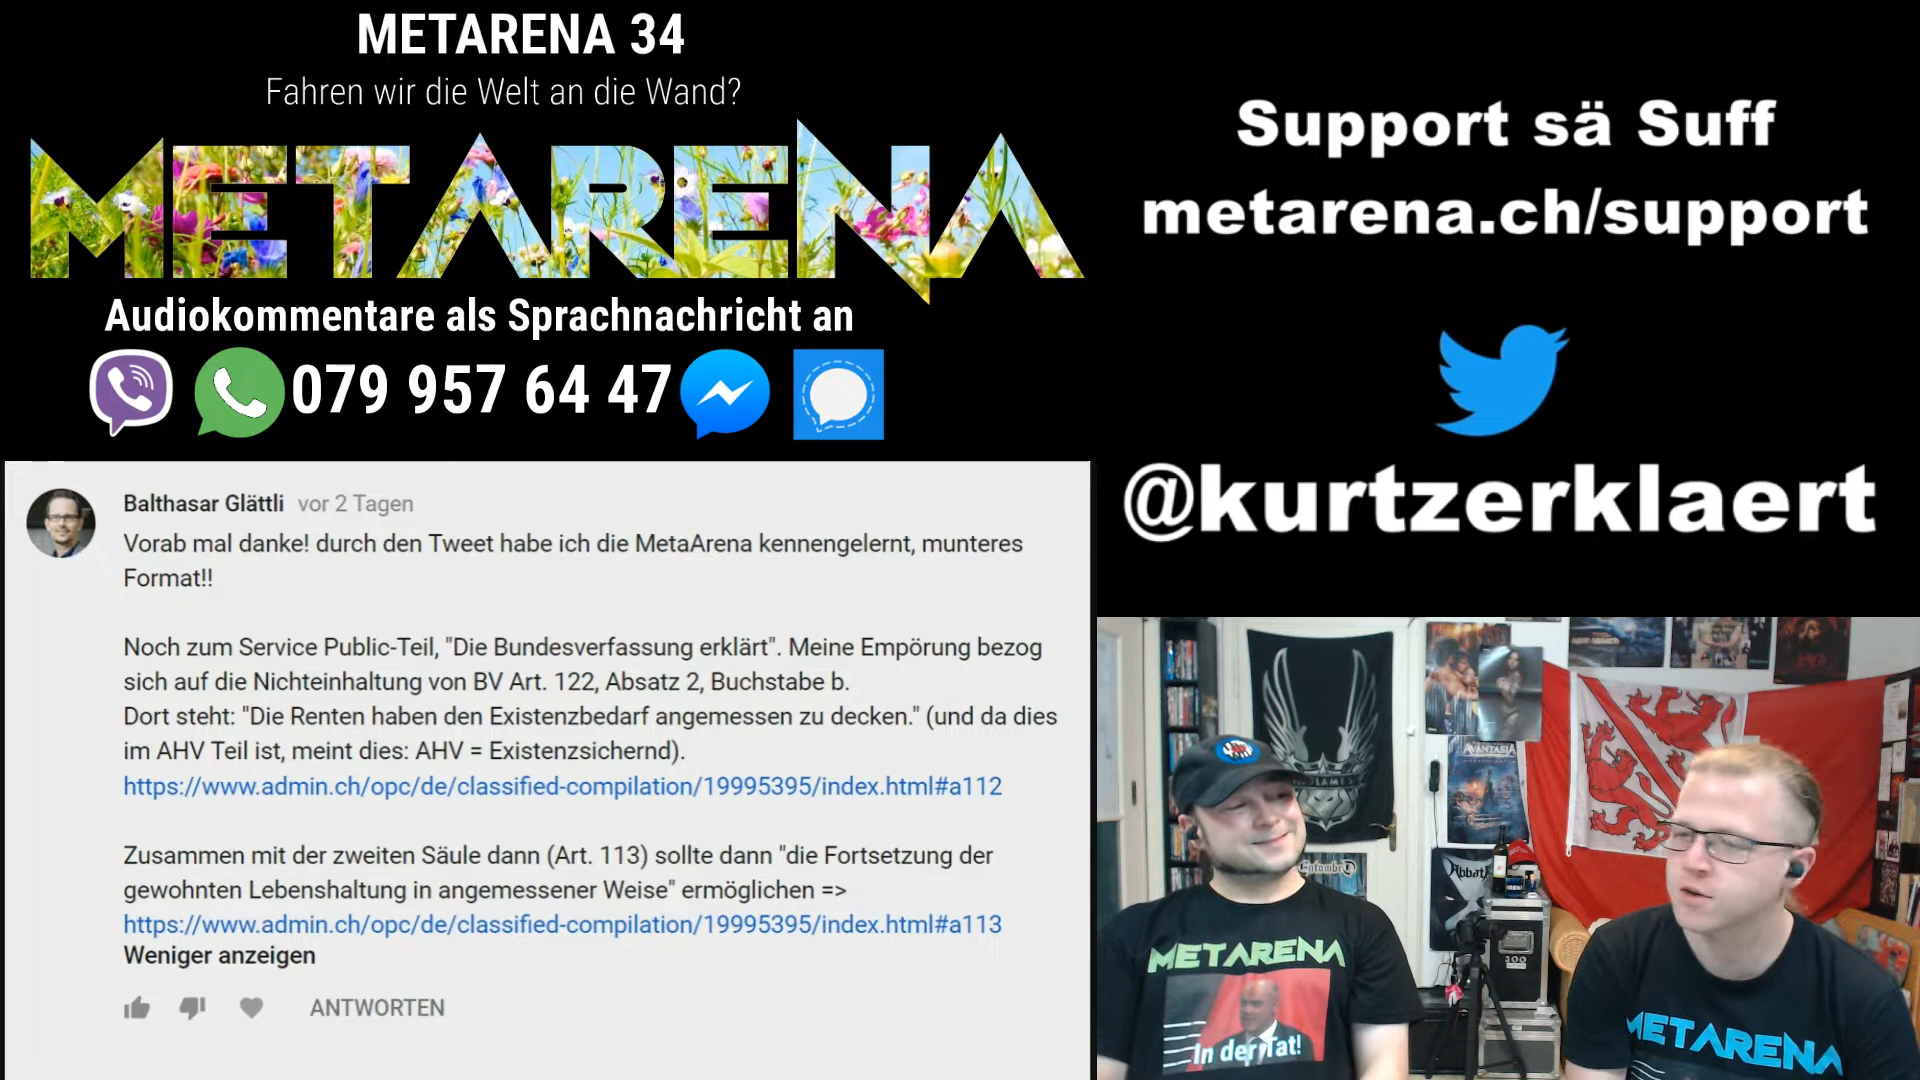 METARENA 34
Fahren wir die Welt an die Wand?
METARENA
Audiokommentare als Sprachnachricht an
079 957 64 47
Support sä Suff
metarena.ch/support
@kurtzerklaert
Balthasar Glättli vor 2 Tagen
Vorab mal danke! durch den Tweet habe ich die MetaArena kennengelernt, munteres
Format!!
Noch zum Service Public-Teil, "Die Bundesverfassung erklärt". Meine Empörung bezog
sich auf die Nichteinhaltung von BV Art. 122, Absatz 2, Buchstabe b.
Dort steht: "Die Renten haben den Existenzbedarf angemessen zu decken." (und da dies
im AHV Teil ist, meint dies: AHV = Existenzsichernd).
https://www.admin.ch/opc/de/classified-compilation/19995395/index.html#a112
Zusammen mit der zweiten Säule dann (Art. 113) sollte dann "die Fortsetzung der
gewohnten Lebenshaltung in angemessener Weise" ermöglichen =>
https://www.admin.ch/opc/de/classified-compilation/19995395/index.html#a113
Weniger anzeigen
ANTWORTEN
AVANTASIA
Entombed
Abbath
300
METARENA
In der Tat!
METARENA